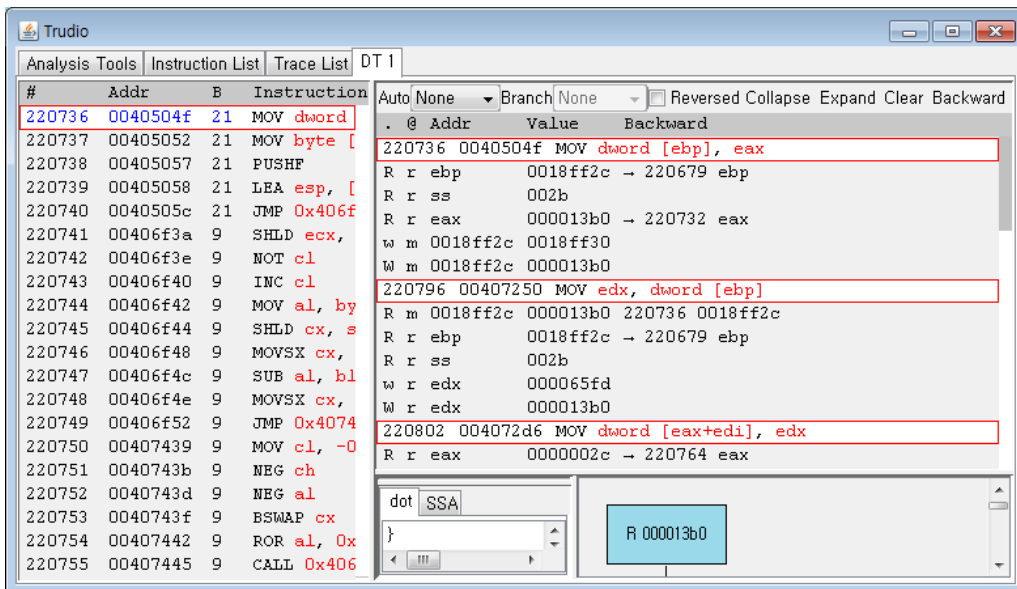 Trudio
Analysis Tools Instruction List Trace List DT 1
# Addr B Instruction
220736 0040504f 21 MOV dword
220737 00405052 21 MOV byte [
220738 00405057 21 PUSHF
220739 00405058 21 LEA esp, [
220740 0040505c 21 JMP 0x406f
220741 00406f3a 9 SHLD ecx,
220742 00406f3e 9 NOT cl
220743 00406f40 9 INC cl
220744 00406f42 9 MOV al, by
220745 00406f44 9 SHLD cx, s
220746 00406f48 9 MOVSX cx,
220747 00406f4c 9 SUB al, bl
220748 00406f4e 9 MOVSX cx,
220749 00406f52 9 JMP 0x4074
220750 00407439 9 MOV cl, -0
220751 0040743b 9 NEG ch
220752 0040743d 9 NEG al
220753 0040743f 9 BSWAP cx
220754 00407442 9 ROR al, 0x
220755 00407445 9 CALL 0x406
Auto None Branch None Reversed Collapse Expand Clear Backward
. @ Addr Value Backward
220736 0040504f MOV dword [ebp], eax
R r ebp 0018ff2c → 220679 ebp
R r ss 002b
R r eax 000013b0 → 220732 eax
w m 0018ff2c 0018ff30
W m 0018ff2c 000013b0
220796 00407250 MOV edx, dword [ebp]
R m 0018ff2c 000013b0 220736 0018ff2c
R r ebp 0018ff2c → 220679 ebp
R r ss 002b
w r edx 000065fd
W r edx 000013b0
220802 004072d6 MOV dword [eax+edi], edx
R r eax 0000002c → 220764 eax
dot SSA
}
R 000013b0